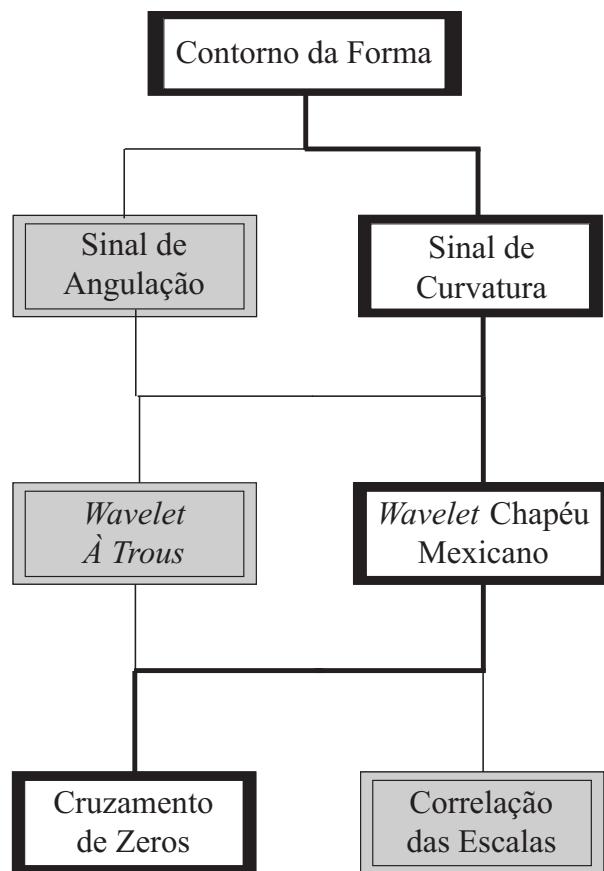 Contorno da Forma
Sinal de
Angulação
Sinal de
Curvatura
Wavelet
À Trous
Wavelet Chapéu
Mexicano
Cruzamento
de Zeros
Correlação
das Escalas